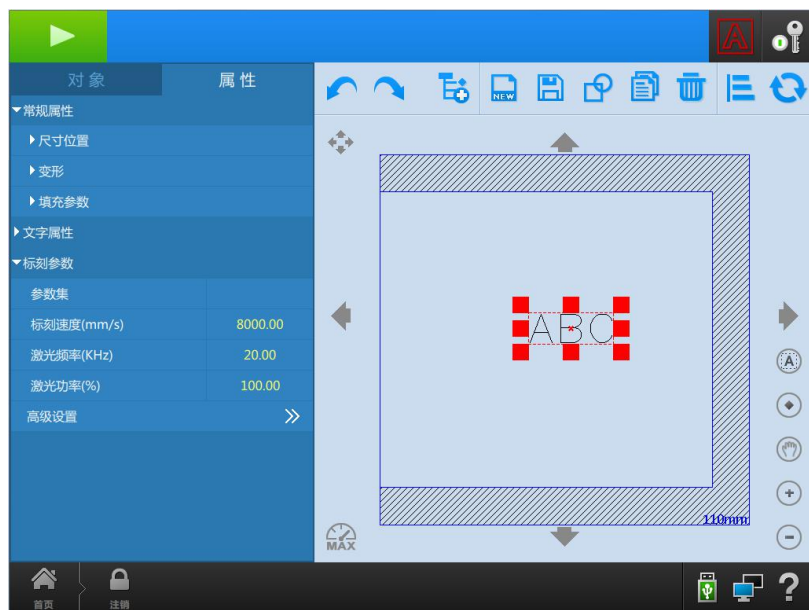 对象
属性
NEW
常规属性
尺寸位置
变形
填充参数
文字属性
标刻参数
参数集
标刻速度(mm/s) 8000.00
激光频率(KHz) 20.00
激光功率(%) 100.00
高级设置
ABC
A
110mm
MAX
首页
注销